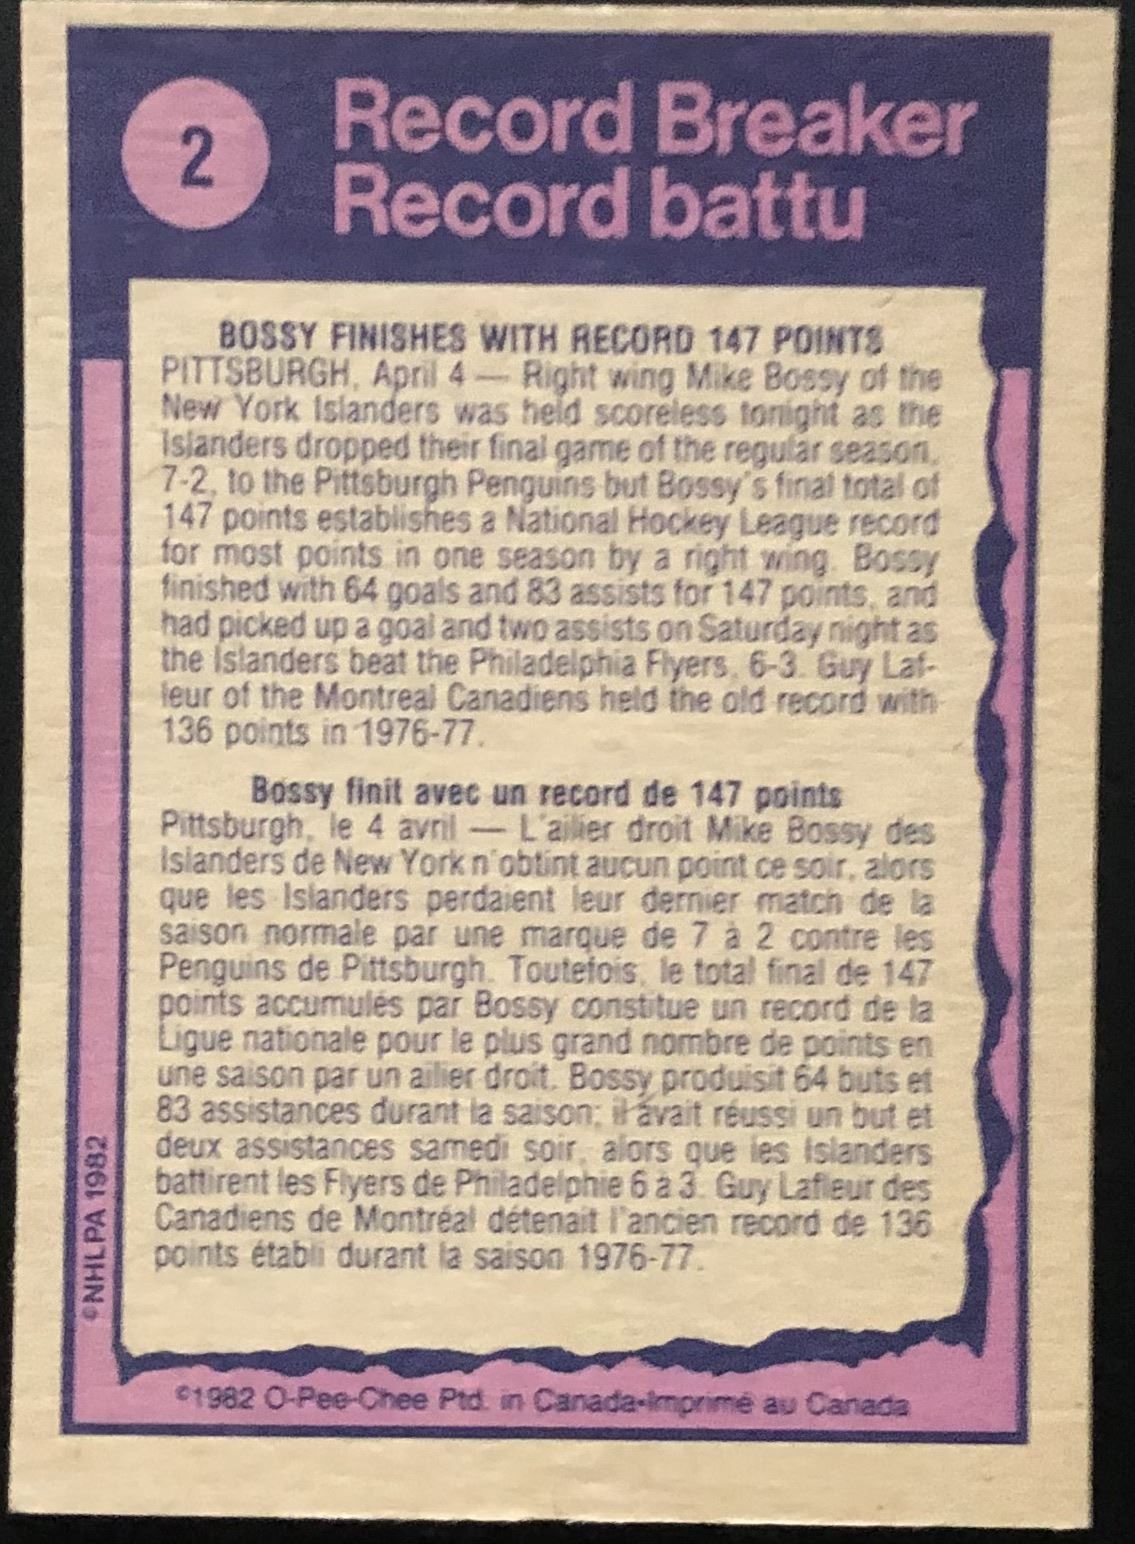 2
Record Breaker
Record battu
BOSSY FINISHES WITH RECORD 147 POINTS
PITTSBURGH, April 4 — Right wing Mike Bossy of the
New York Islanders was held scoreless tonight as the
Islanders dropped their final game of the regular season,
7-2, to the Pittsburgh Penguins but Bossy's final total of
147 points establishes a National Hockey League record
for most points in one season by a right wing. Bossy
finished with 64 goals and 83 assists for 147 points, and
had picked up a goal and two assists on Saturday night as
the Islanders beat the Philadelphia Flyers, 6-3. Guy Laf-
leur of the Montreal Canadiens held the old record with
136 points in 1976-77.
Bossy finit avec un record de 147 points
Pittsburgh, le 4 avril — L'ailier droit Mike Bossy des
Islanders de New York n'obtint aucun point ce soir, alors
que les Islanders perdaient leur dernier match de la
saison normale par une marque de 7 à 2 contre les
Penguins de Pittsburgh. Toutefois, le total final de 147
points accumulés par Bossy constitue un record de la
Ligue nationale pour le plus grand nombre de points en
une saison par un ailier droit. Bossy produisit 64 buts et
83 assistances durant la saison; il avait réussi un but et
deux assistances samedi soir, alors que les Islanders
battirent les Flyers de Philadelphie 6 à 3. Guy Lafleur des
Canadiens de Montréal détenait l'ancien record de 136
points établi durant la saison 1976-77.
©NHLPA 1982
©1982 O-Pee-Chee Ptd. in Canada•Imprimé au Canada